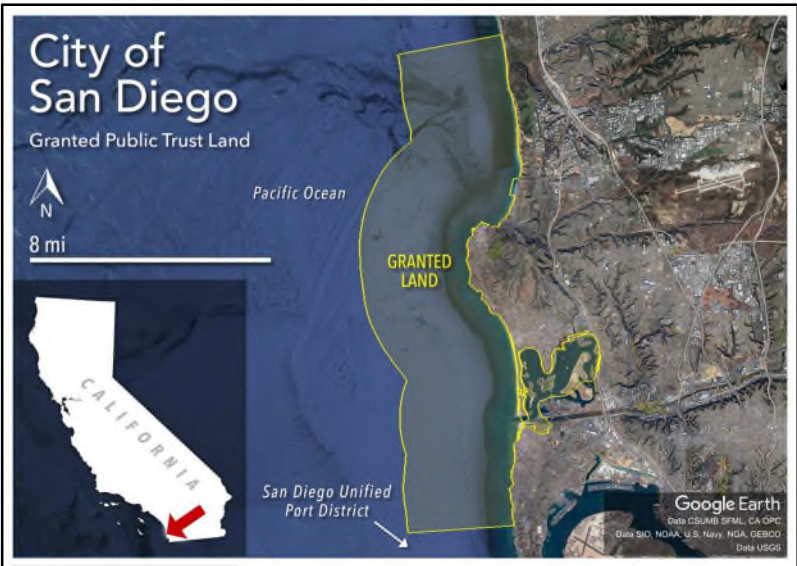 City of
San Diego
Granted Public Trust Land
N
8 mi
Pacific Ocean
GRANTED
LAND
CALIFORNIA
San Diego Unified
Port District
Google Earth
Data CSUMB SFML, CA OPC
Data SIO, NOAA, U.S. Navy, NGA, GEBCO
Data USGS